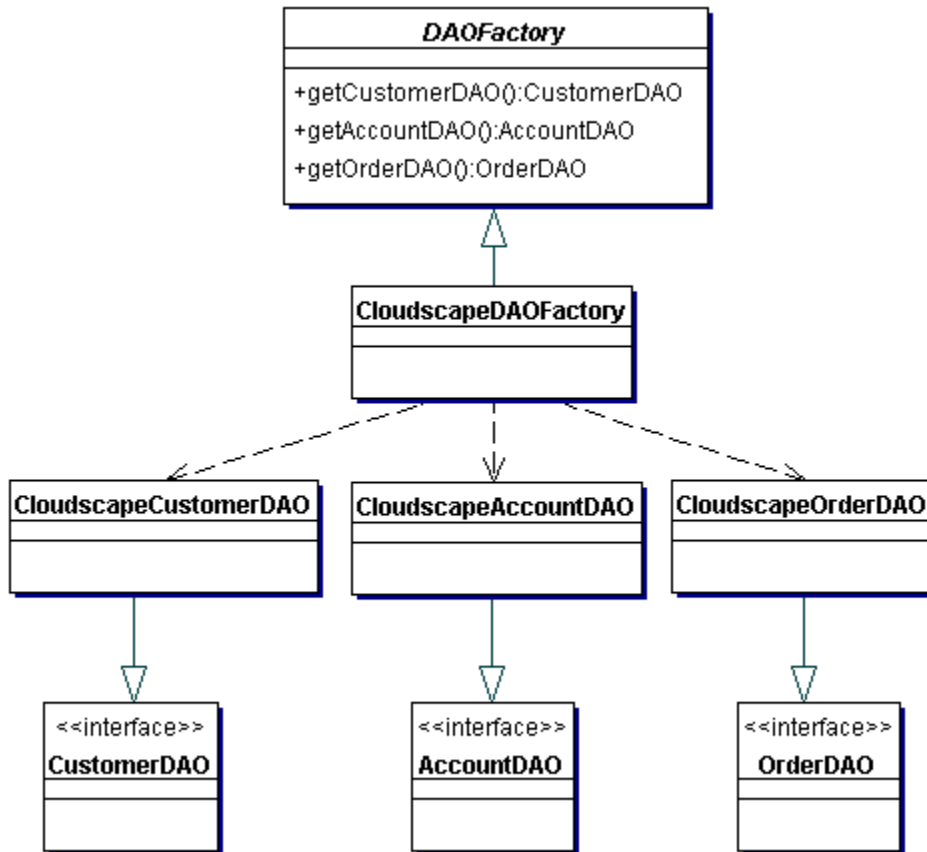 DAOFactory
+getCustomerDAO():CustomerDAO
+getAccountDAO():AccountDAO
+getOrderDAO():OrderDAO
CloudscapeDAOFactory
CloudscapeCustomerDAO
CloudscapeAccountDAO
CloudscapeOrderDAO
<<interface>>
CustomerDAO
<<interface>>
AccountDAO
<<interface>>
OrderDAO